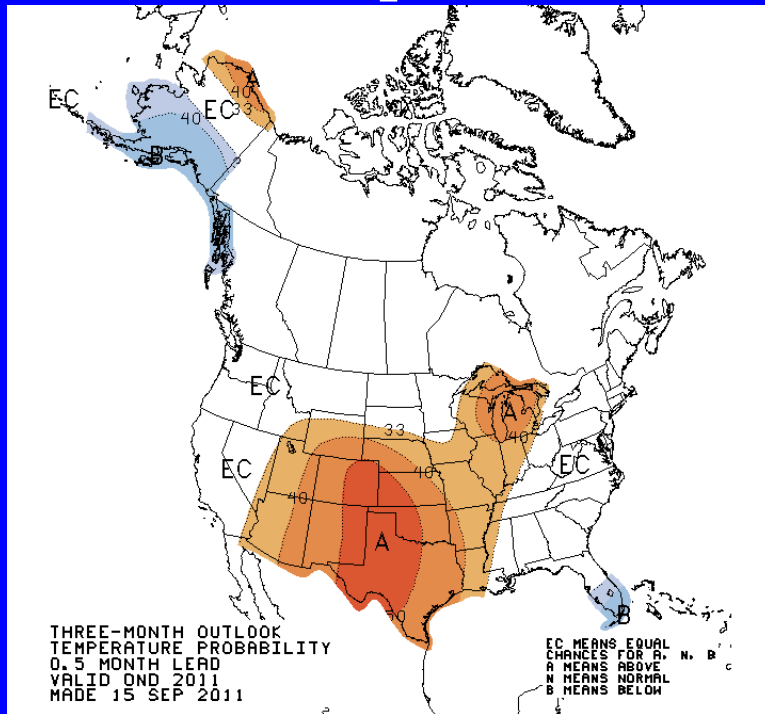 A
EC
40
EC
33
40
B
EC
A
33
40
EC
EC
40
40
A
40
THREE-MONTH OUTLOOK
TEMPERATURE PROBABILITY
0.5 MONTH LEAD
VALID OND 2011
MADE 15 SEP 2011
B
EC MEANS EQUAL
CHANCES FOR A, N, B
A MEANS ABOVE
N MEANS NORMAL
B MEANS BELOW